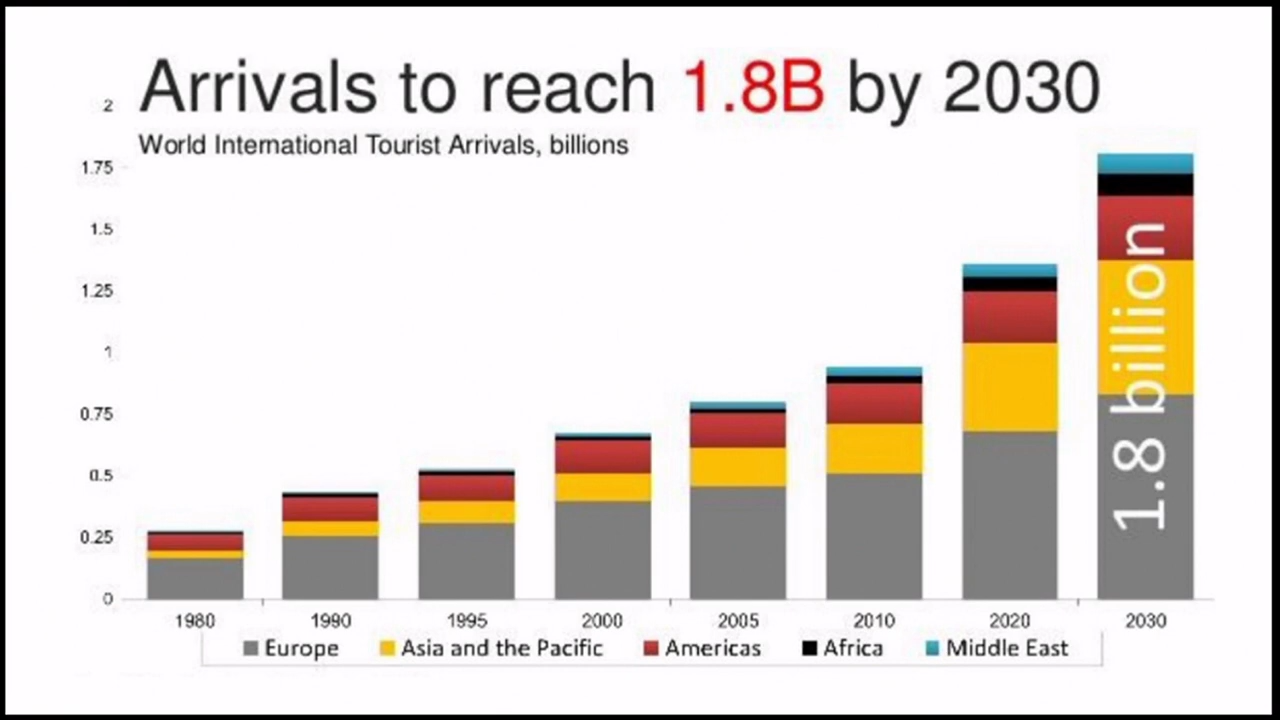 Arrivals to reach 1.8B by 2030
World International Tourist Arrivals, billions
2
1.75
1.5
1.25
1
0.75
0.5
0.25
0
1.8 billion
1980 1990 1995 2000 2005 2010 2020 2030
Europe Asia and the Pacific Americas Africa Middle East